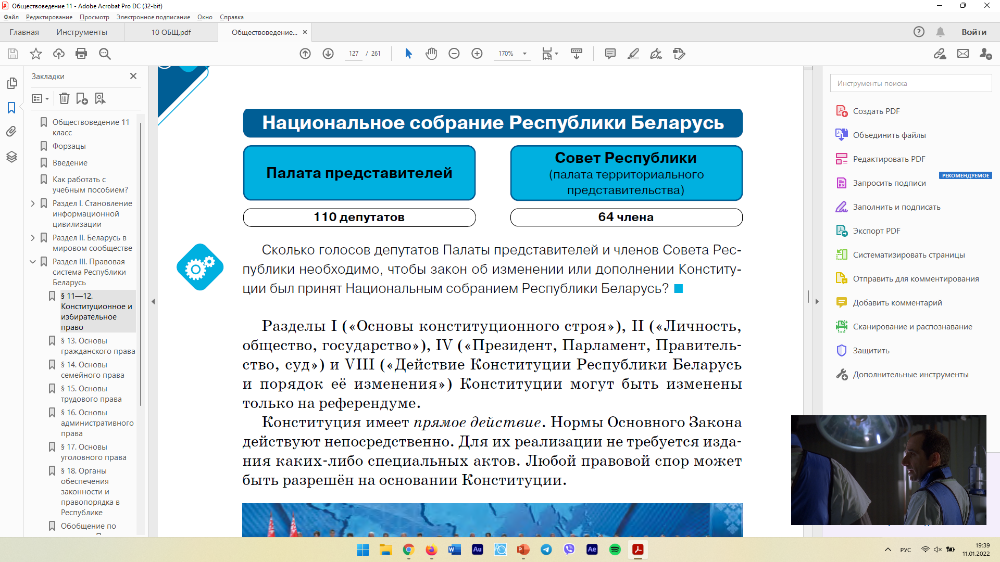 Обществоведение 11 - Adobe Acrobat Pro DC (32-bit)
Файл Редактирование Просмотр Электронное подписание Окно Справка
Главная Инструменты 10 ОБЩ.pdf Обществоведение... Войти
127 / 261 170%
Закладки
Обществоведение 11
класс
Форзацы
Введение
Как работать с
учебным пособием?
Раздел I. Становление
информационной
цивилизации
Раздел II. Беларусь в
мировом сообществе
Раздел III. Правовая
система Республики
Беларусь
§ 11—12.
Конституционное и
избирательное
право
§ 13. Основы
гражданского права
§ 14. Основы
семейного права
§ 15. Основы
трудового права
§ 16. Основы
административного
права
§ 17. Основы
уголовного права
§ 18. Органы
обеспечения
законности и
правопорядка в
Республике
Обобщение по
Национальное собрание Республики Беларусь
Палата представителей
Совет Республики
(палата территориального
представительства)
110 депутатов
64 члена
Сколько голосов депутатов Палаты представителей и членов Совета Рес-
публики необходимо, чтобы закон об изменении или дополнении Конститу-
ции был принят Национальным собранием Республики Беларусь?
Разделы I («Основы конституционного строя»), II («Личность,
общество, государство»), IV («Президент, Парламент, Правитель-
ство, суд») и VIII («Действие Конституции Республики Беларусь
и порядок её изменения») Конституции могут быть изменены
только на референдуме.
Конституция имеет прямое действие. Нормы Основного Закона
действуют непосредственно. Для их реализации не требуется изда-
ния каких-либо специальных актов. Любой правовой спор может
быть разрешён на основании Конституции.
Инструменты поиска
Создать PDF
Объединить файлы
Редактировать PDF
РЕКОМЕНДУЕМОЕ
Запросить подписи
Заполнить и подписать
Экспорт PDF
Систематизировать страницы
Отправить для комментирования
Добавить комментарий
Сканирование и распознавание
Защитить
Дополнительные инструменты
Au
Ae
РУС
19:39
11.01.2022